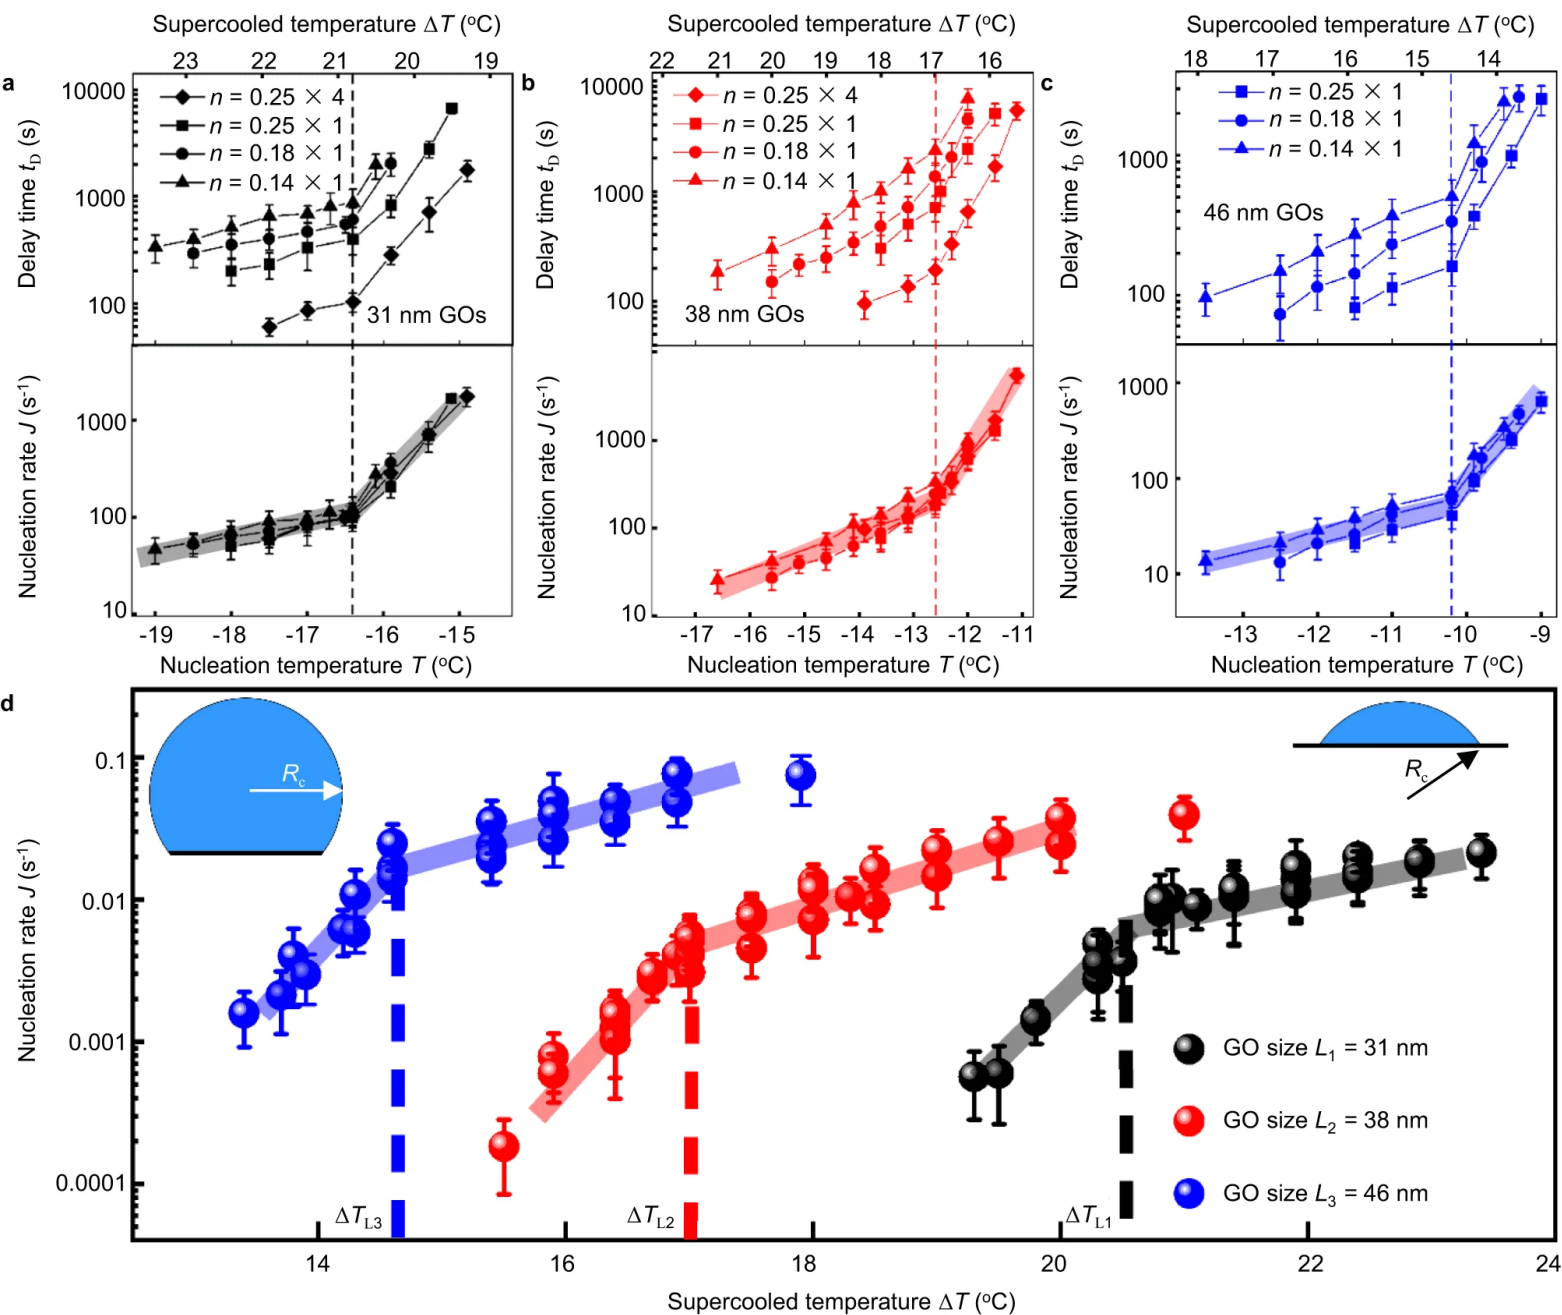 Supercooled temperature ΔT (°C)
23 22 21 20 19
a
10000
1000
100
Delay time tD (s)
n = 0.25 × 4
n = 0.25 × 1
n = 0.18 × 1
n = 0.14 × 1
31 nm GOs
1000
100
10
Nucleation rate J (s-1)
-19 -18 -17 -16 -15
Nucleation temperature T (°C)
Supercooled temperature ΔT (°C)
22 21 20 19 18 17 16
b
10000
1000
100
Delay time tD (s)
n = 0.25 × 4
n = 0.25 × 1
n = 0.18 × 1
n = 0.14 × 1
38 nm GOs
1000
100
10
Nucleation rate J (s-1)
-17 -16 -15 -14 -13 -12 -11
Nucleation temperature T (°C)
Supercooled temperature ΔT (°C)
18 17 16 15 14
c
1000
100
Delay time tD (s)
n = 0.25 × 1
n = 0.18 × 1
n = 0.14 × 1
46 nm GOs
1000
100
10
Nucleation rate J (s-1)
-13 -12 -11 -10 -9
Nucleation temperature T (°C)
d
Rc
Rc
0.1
0.01
0.001
0.0001
Nucleation rate J (s-1)
GO size L1 = 31 nm
GO size L2 = 38 nm
GO size L3 = 46 nm
ΔTL3
ΔTL2
ΔTL1
14 16 18 20 22 24
Supercooled temperature ΔT (°C)